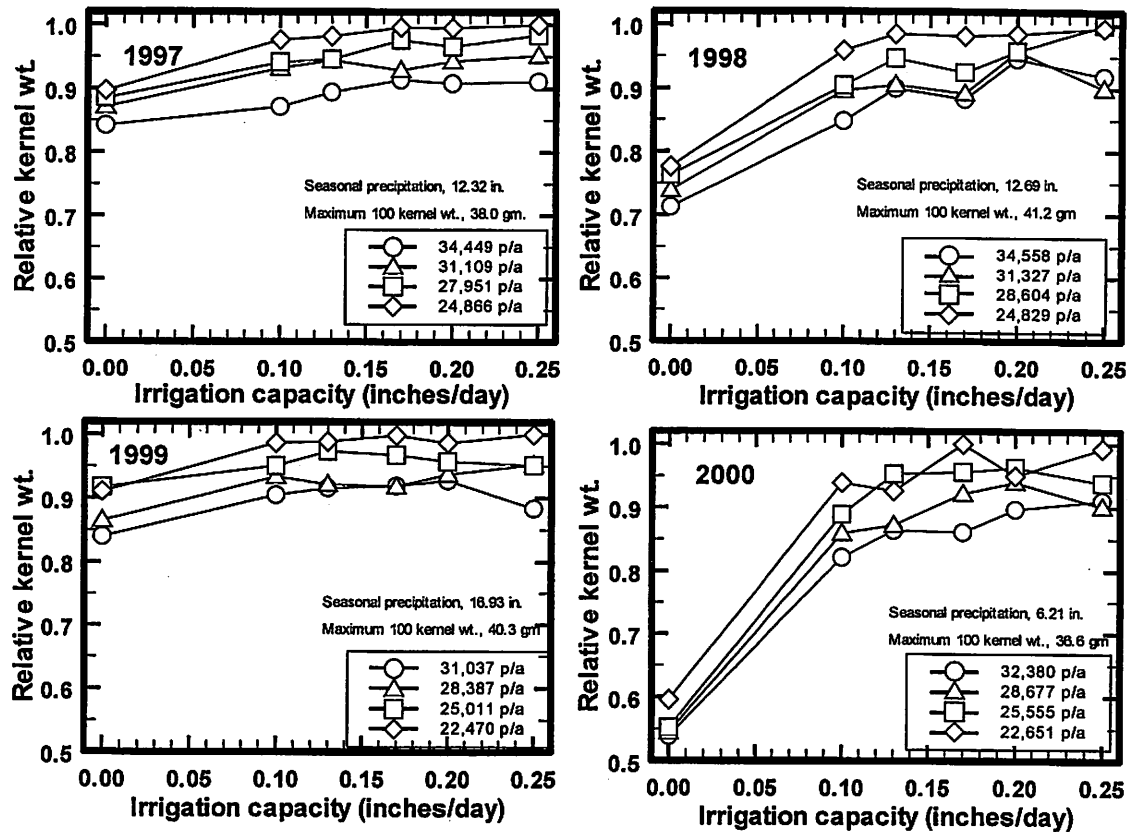 1997
Relative kernel wt.
1.0
0.9
0.8
0.7
0.6
0.5
Seasonal precipitation, 12.32 in.
Maximum 100 kernel wt., 38.0 gm.
34,449 p/a
31,109 p/a
27,951 p/a
24,866 p/a
0.00 0.05 0.10 0.15 0.20 0.25
Irrigation capacity (inches/day)
1998
Relative kernel wt.
1.0
0.9
0.8
0.7
0.6
0.5
Seasonal precipitation, 12.69 in.
Maximum 100 kernel wt., 41.2 gm
34,558 p/a
31,327 p/a
28,604 p/a
24,829 p/a
0.00 0.05 0.10 0.15 0.20 0.25
Irrigation capacity (inches/day)
1999
Relative kernel wt.
1.0
0.9
0.8
0.7
0.6
0.5
Seasonal precipitation, 16.93 in.
Maximum 100 kernel wt., 40.3 gm
31,037 p/a
28,387 p/a
25,011 p/a
22,470 p/a
0.00 0.05 0.10 0.15 0.20 0.25
Irrigation capacity (inches/day)
2000
Relative kernel wt.
1.0
0.9
0.8
0.7
0.6
0.5
Seasonal precipitation, 6.21 in.
Maximum 100 kernel wt., 36.6 gm
32,380 p/a
28,677 p/a
25,555 p/a
22,651 p/a
0.00 0.05 0.10 0.15 0.20 0.25
Irrigation capacity (inches/day)